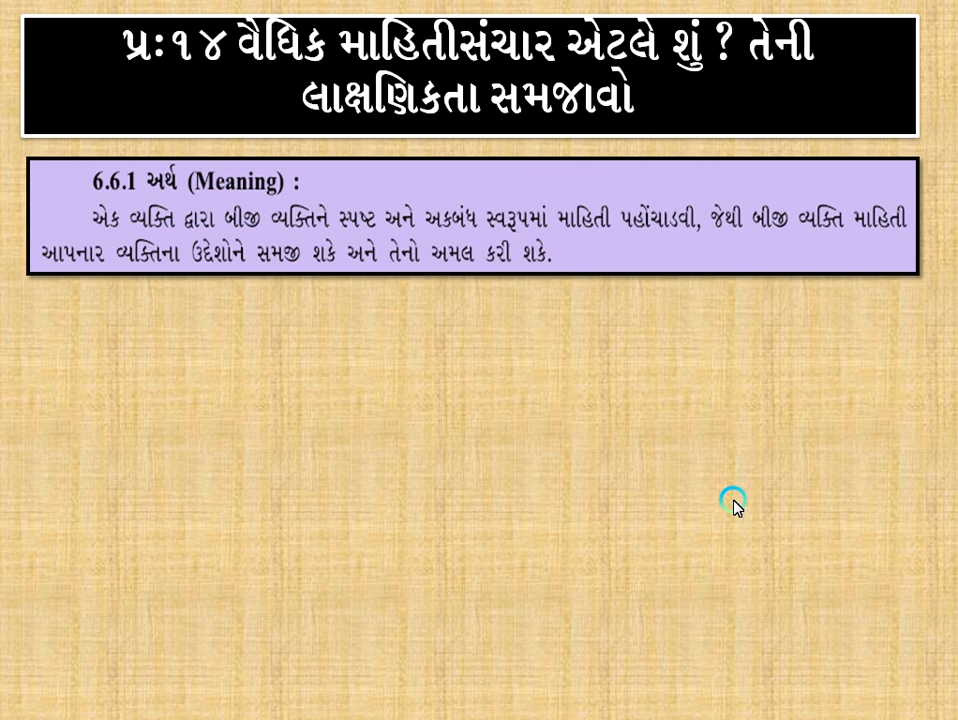 પ્રઃ૧૪ વૈધિક માહિતીસંચાર એટલે શું ? તેની
લાક્ષણિકતા સમજાવો
6.6.1 અર્થ (Meaning) :
એક વ્યક્તિ દ્વારા બીજી વ્યક્તિને સ્પષ્ટ અને અકબંધ સ્વરૂપમાં માહિતી પહોંચાડવી, જેથી બીજી વ્યક્તિ માહિતી
આપનાર વ્યક્તિના ઉદ્દેશોને સમજી શકે અને તેનો અમલ કરી શકે.